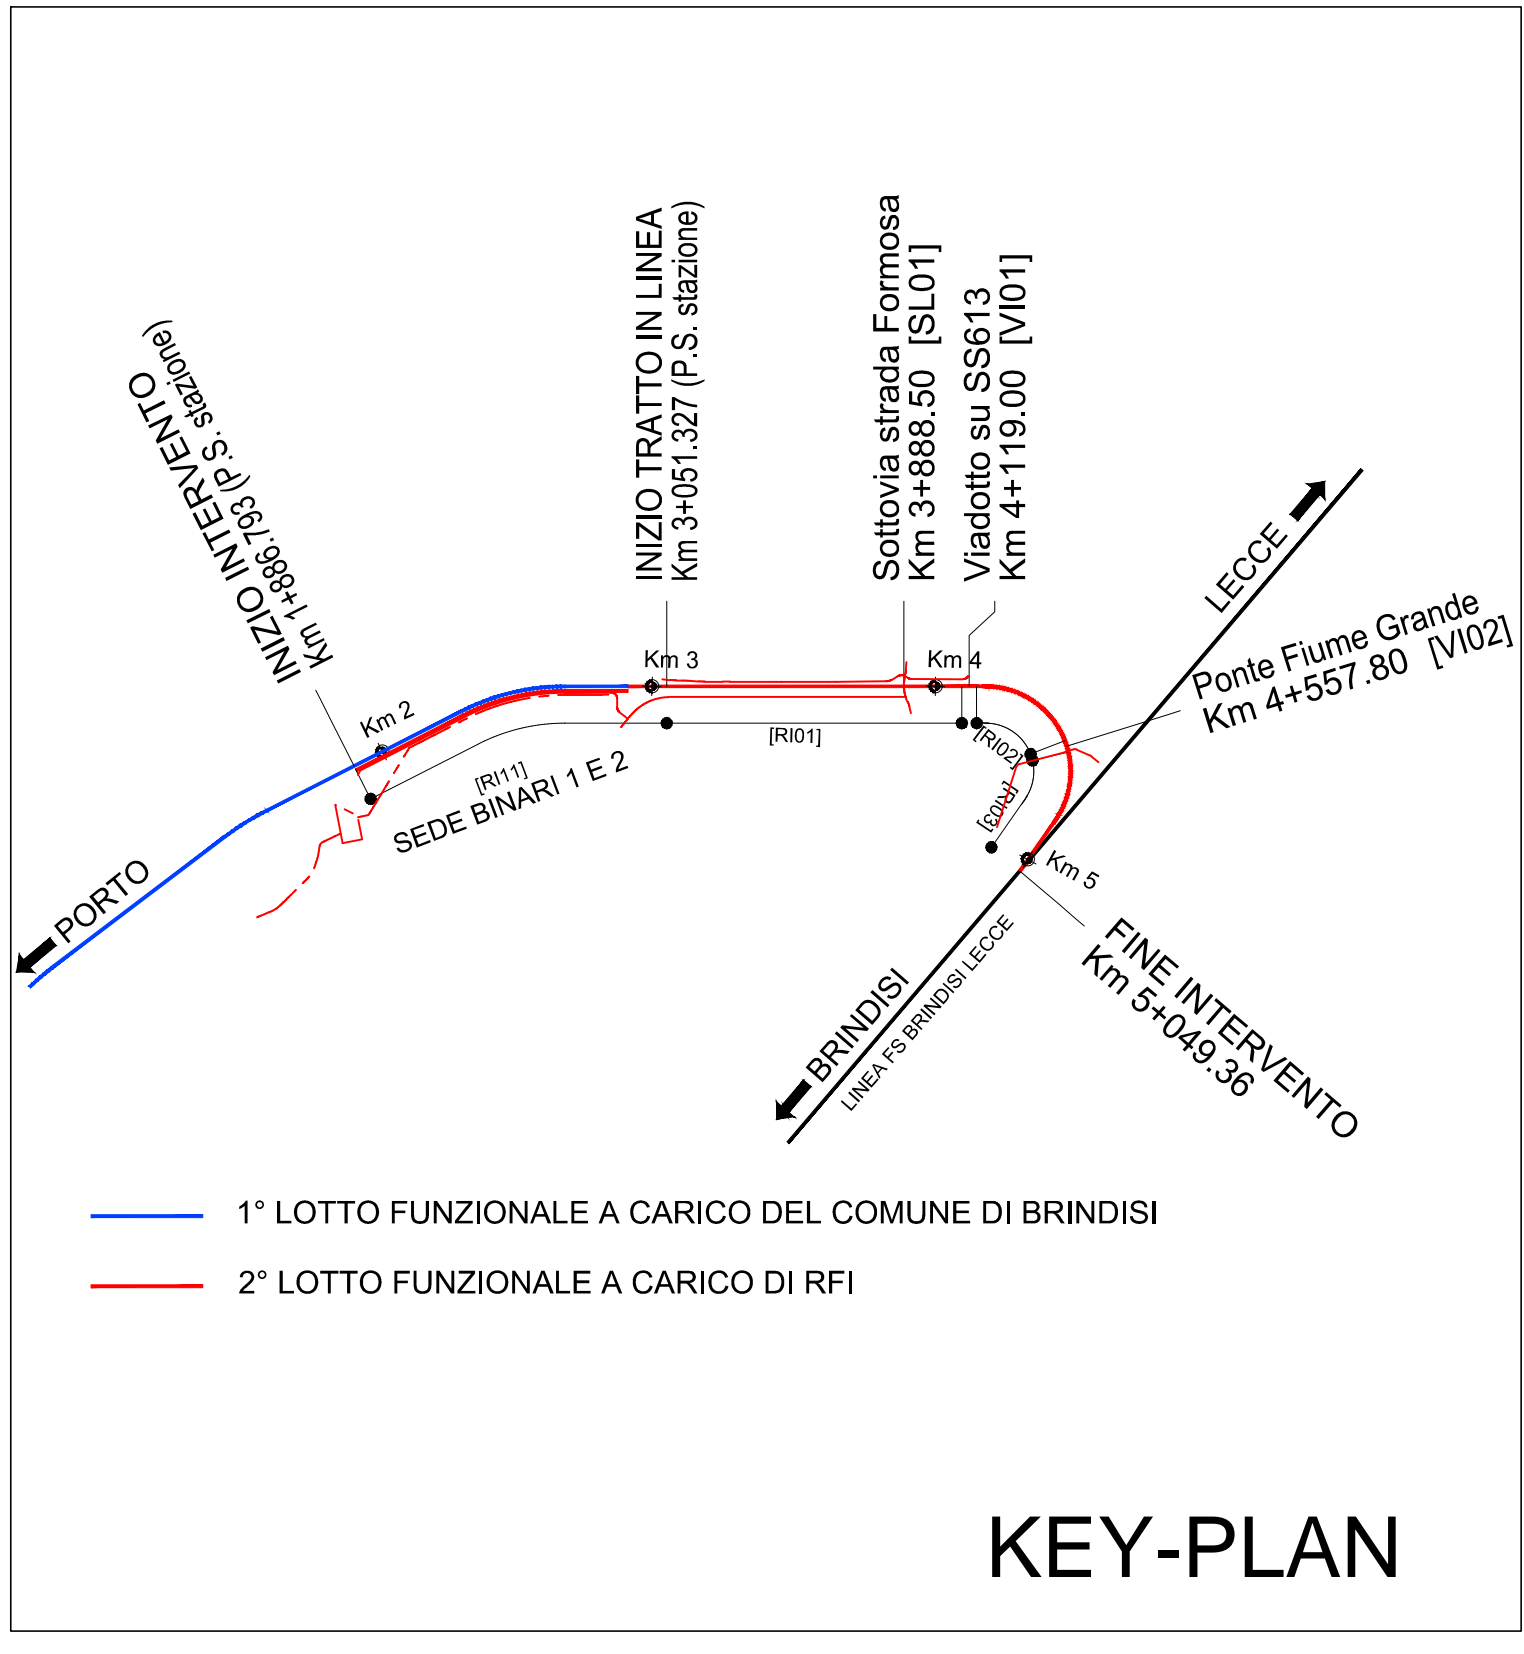 INIZIO INTERVENTO
Km 1+886.793 (P.S. stazione)
INIZIO TRATTO IN LINEA
Km 3+051.327 (P.S. stazione)
Sottovia strada Formosa
Km 3+888.50 [SL01]
Viadotto su SS613
Km 4+119.00 [VI01]
LECCE
Ponte Fiume Grande
Km 4+557.80 [VI02]
Km 2
Km 3
Km 4
[RI11]
SEDE BINARI 1 E 2
[RI01]
[RI02]
[RI03]
Km 5
PORTO
BRINDISI
LINEA FS BRINDISI LECCE
FINE INTERVENTO
Km 5+049.36
1° LOTTO FUNZIONALE A CARICO DEL COMUNE DI BRINDISI
2° LOTTO FUNZIONALE A CARICO DI RFI
KEY-PLAN